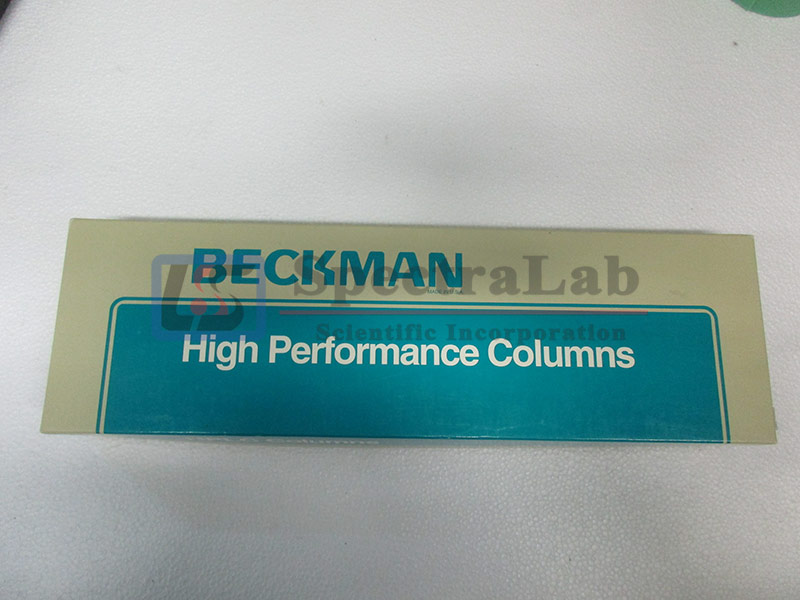 BECKMAN
SpectraLab
Scientific Incorporation
High Performance Columns